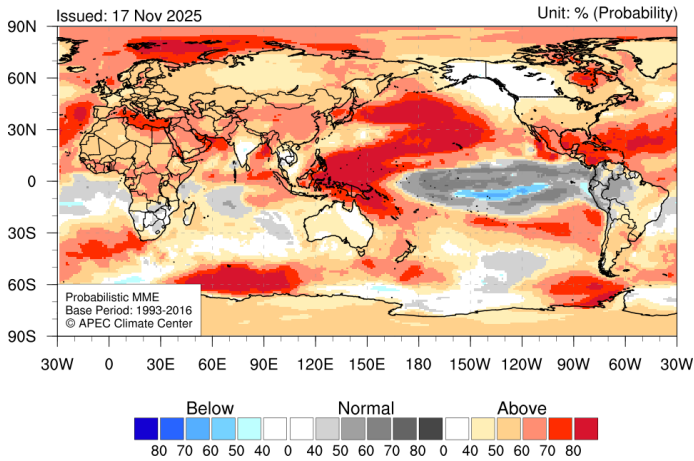 Issued: 17 Nov 2025
Unit: % (Probability)
90N
60N
30N
0
30S
60S
90S
Probabilistic MME
Base Period: 1993-2016
© APEC Climate Center
30W 0 30E 60E 90E 120E 150E 180 150W 120W 90W 60W 30W
Below Normal Above
80 70 60 50 40 0 40 50 60 70 80 0 40 50 60 70 80